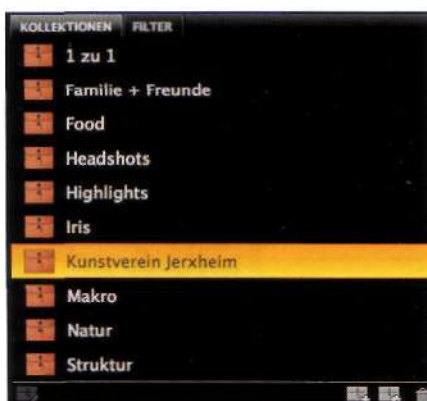 KOLLEKTIONEN FILTER
1 zu 1
Familie + Freunde
Food
Headshots
Highlights
Iris
Kunstverein Jerxheim
Makro
Natur
Struktur